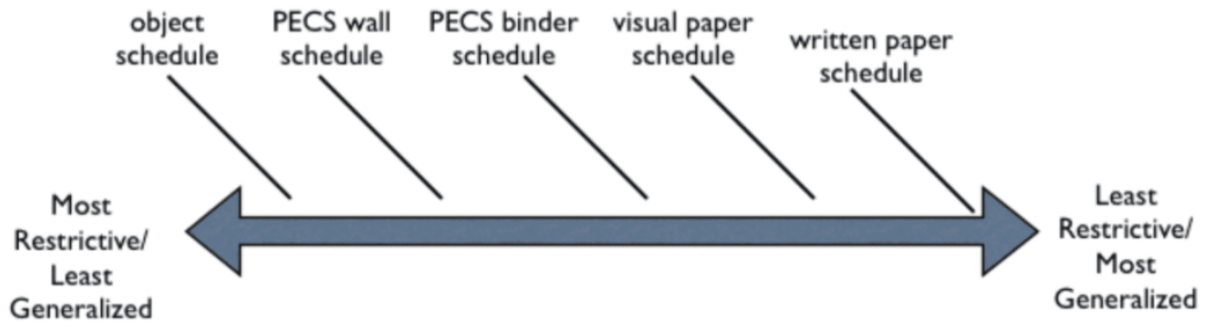 object
schedule
PECS wall
schedule
PECS binder
schedule
visual paper
schedule
written paper
schedule
Most
Restrictive/
Least
Generalized
Least
Restrictive/
Most
Generalized